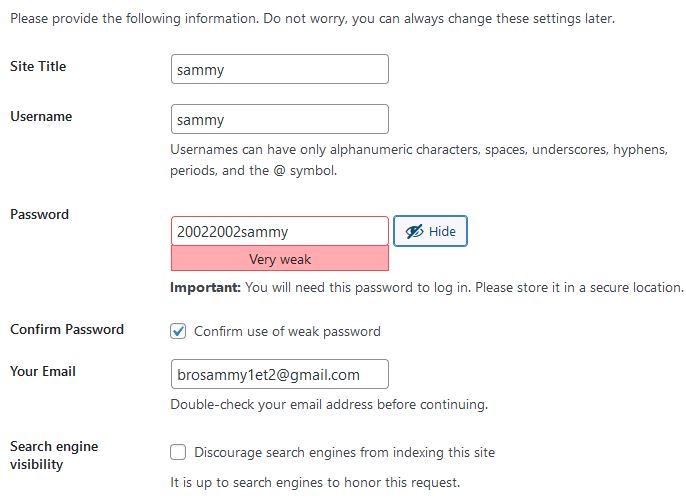 Please provide the following information. Do not worry, you can always change these settings later.
Site Title
sammy
Username
sammy
Usernames can have only alphanumeric characters, spaces, underscores, hyphens,
periods, and the @ symbol.
Password
20022002sammy
Hide
Very weak
Important: You will need this password to log in. Please store it in a secure location.
Confirm Password
Confirm use of weak password
Your Email
brosammy1et2@gmail.com
Double-check your email address before continuing.
Search engine
visibility
Discourage search engines from indexing this site
It is up to search engines to honor this request.